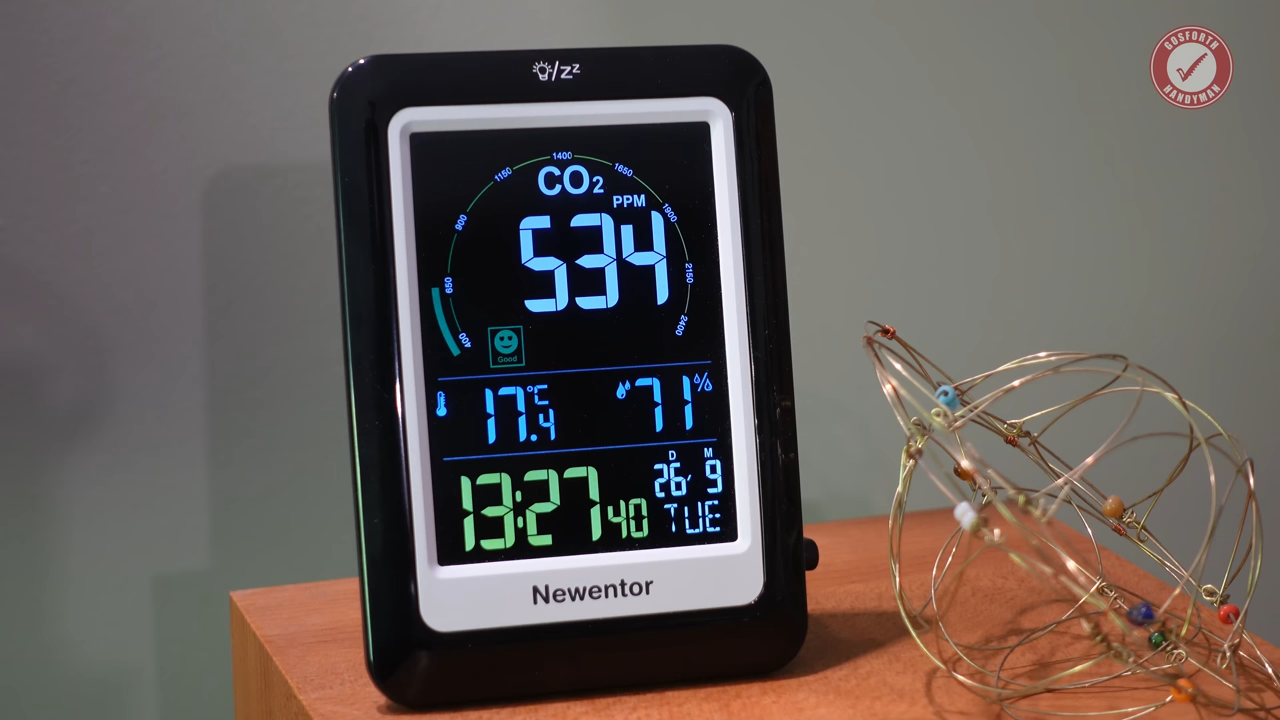 GOSFORTH
HANDYMAN
/zz
1400
1150
1650
CO2
PPM
900
1900
534
650
2150
400
2400
Good
17.4°C
71%
D M
26/ 9
13:27 40
TUE
Newentor